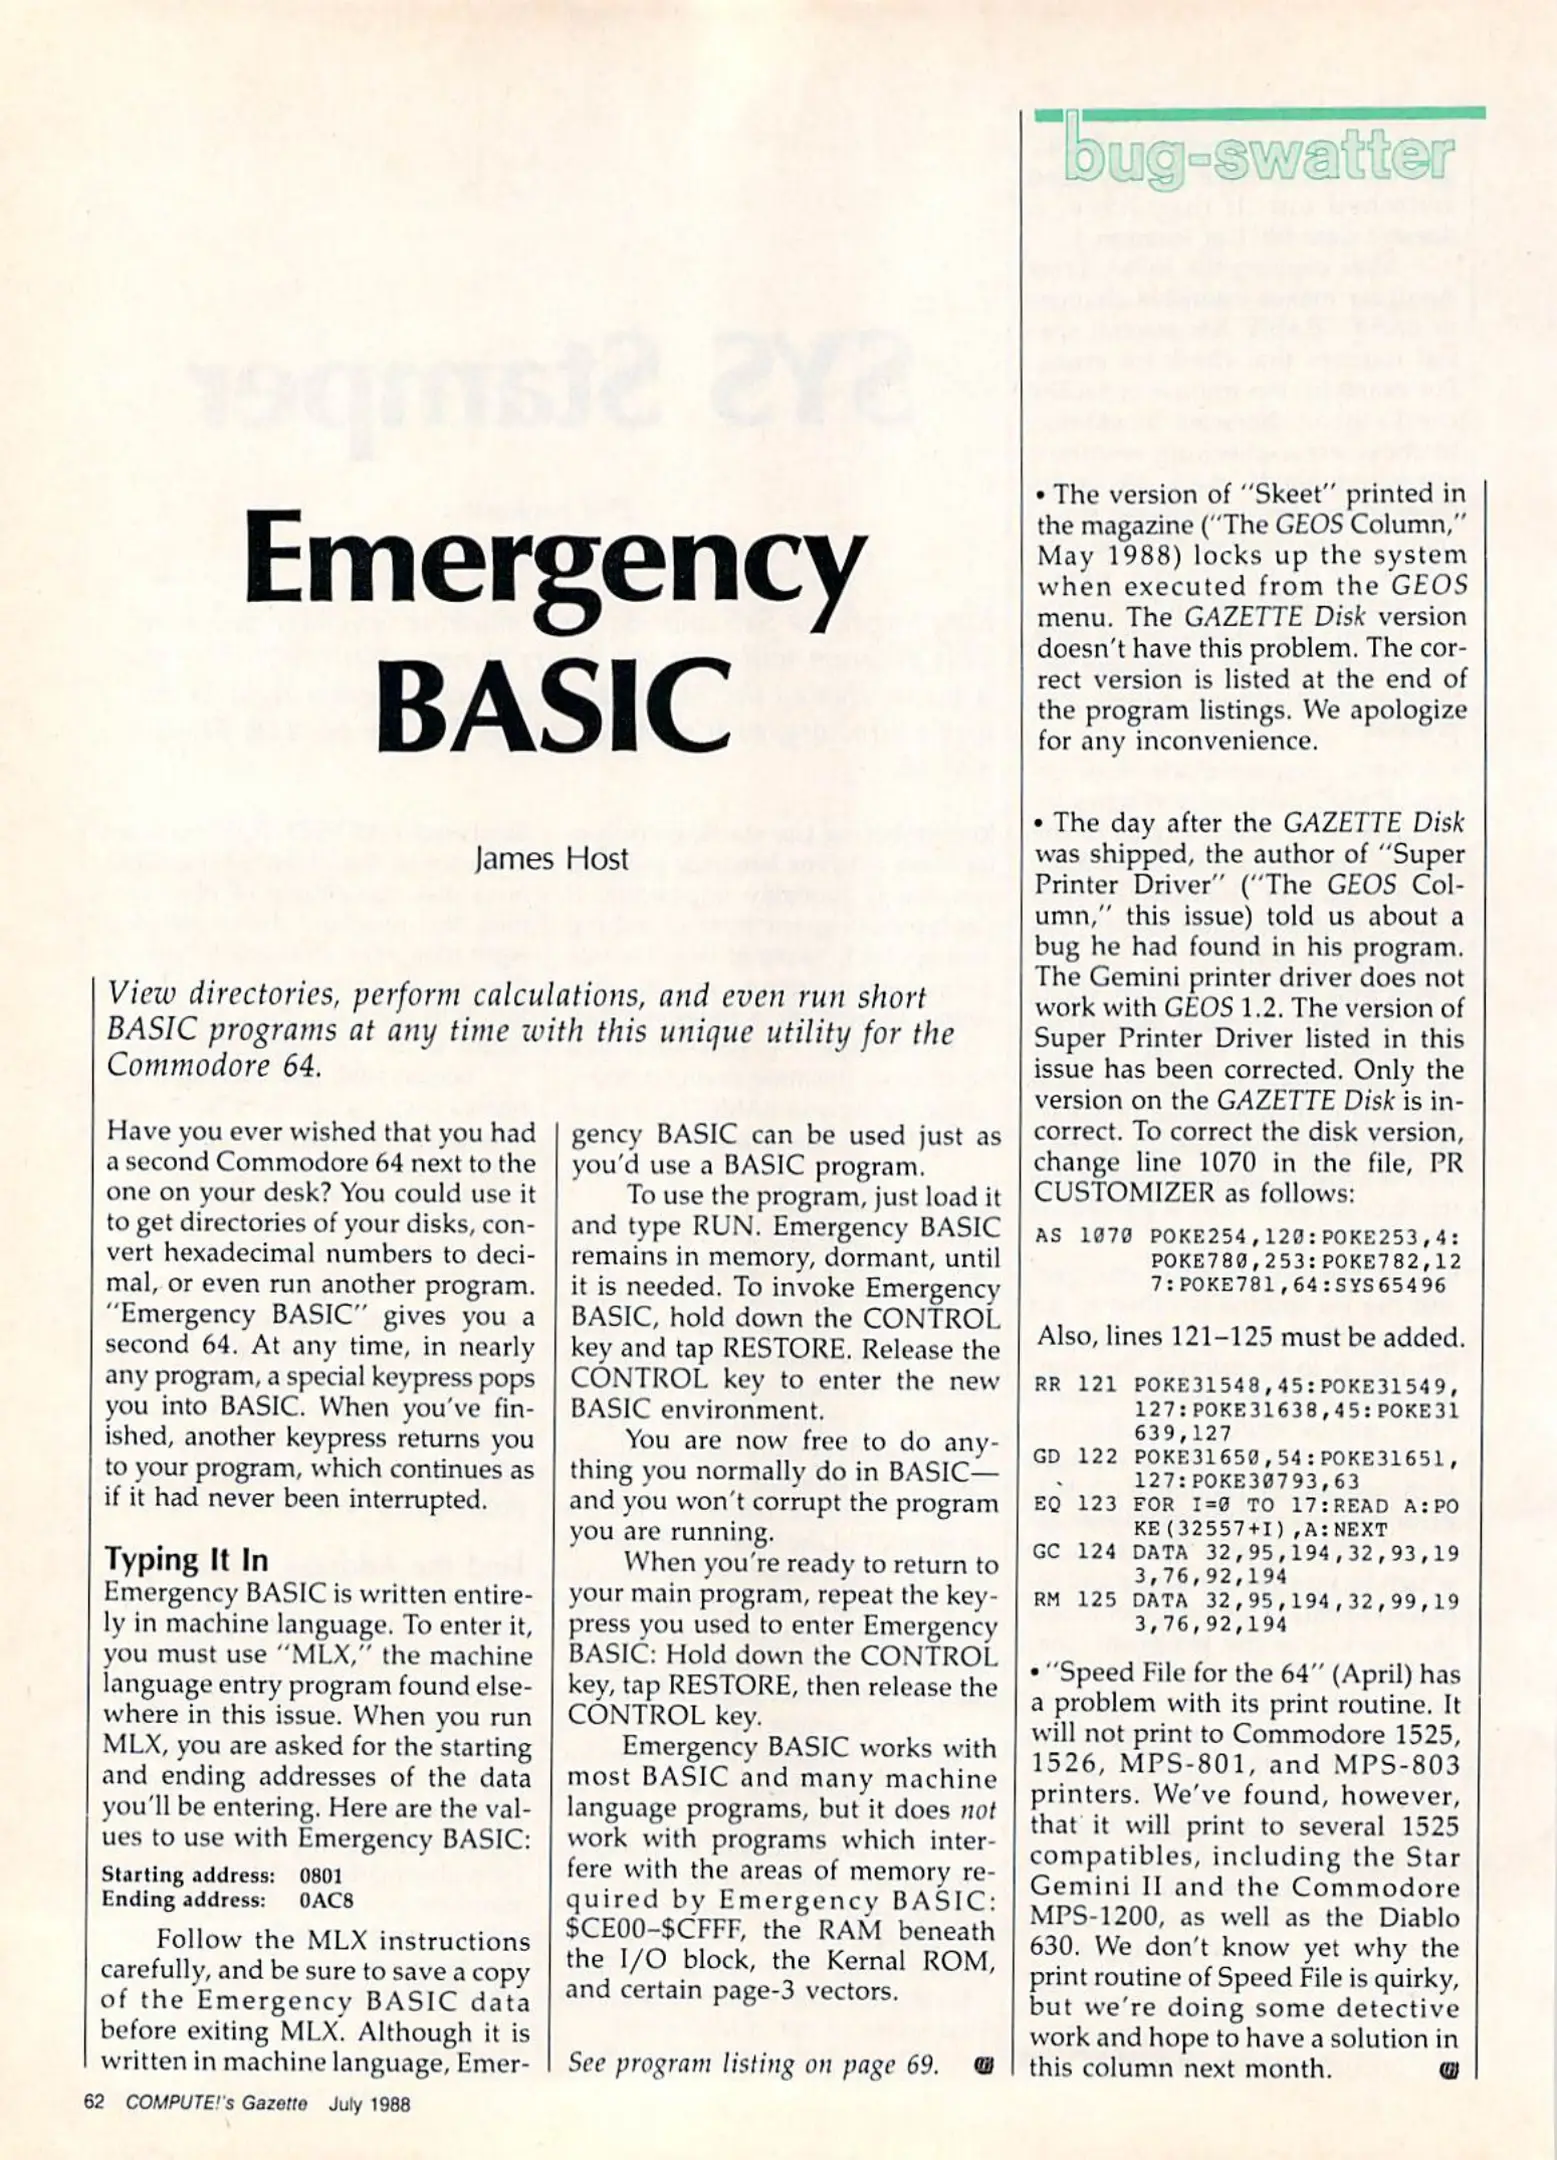 Emergency
BASIC
James Host
View directories, perform calculations, and even run short
BASIC programs at any time with this unique utility for the
Commodore 64.
Have you ever wished that you had
a second Commodore 64 next to the
one on your desk? You could use it
to get directories of your disks, con-
vert hexadecimal numbers to deci-
mal, or even run another program.
"Emergency BASIC" gives you a
second 64. At any time, in nearly
any program, a special keypress pops
you into BASIC. When you've fin-
ished, another keypress returns you
to your program, which continues as
if it had never been interrupted.
Typing It In
Emergency BASIC is written entire-
ly in machine language. To enter it,
you must use "MLX," the machine
language entry program found else-
where in this issue. When you run
MLX, you are asked for the starting
and ending addresses of the data
you'll be entering. Here are the val-
ues to use with Emergency BASIC:
Starting address: 0801
Ending address: 0AC8
Follow the MLX instructions
carefully, and be sure to save a copy
of the Emergency BASIC data
before exiting MLX. Although it is
written in machine language, Emer-
gency BASIC can be used just as
you'd use a BASIC program.
To use the program, just load it
and type RUN. Emergency BASIC
remains in memory, dormant, until
it is needed. To invoke Emergency
BASIC, hold down the CONTROL
key and tap RESTORE. Release the
CONTROL key to enter the new
BASIC environment.
You are now free to do any-
thing you normally do in BASIC—
and you won't corrupt the program
you are running.
When you're ready to return to
your main program, repeat the key-
press you used to enter Emergency
BASIC: Hold down the CONTROL
key, tap RESTORE, then release the
CONTROL key.
Emergency BASIC works with
most BASIC and many machine
language programs, but it does not
work with programs which inter-
fere with the areas of memory re-
quired by Emergency BASIC:
$CE00–$CFFF, the RAM beneath
the I/O block, the Kernal ROM,
and certain page-3 vectors.
See program listing on page 69.
bug-swatter
• The version of "Skeet" printed in
the magazine ("The GEOS Column,"
May 1988) locks up the system
when executed from the GEOS
menu. The GAZETTE Disk version
doesn't have this problem. The cor-
rect version is listed at the end of
the program listings. We apologize
for any inconvenience.
• The day after the GAZETTE Disk
was shipped, the author of "Super
Printer Driver" ("The GEOS Col-
umn," this issue) told us about a
bug he had found in his program.
The Gemini printer driver does not
work with GEOS 1.2. The version of
Super Printer Driver listed in this
issue has been corrected. Only the
version on the GAZETTE Disk is in-
correct. To correct the disk version,
change line 1070 in the file, PR
CUSTOMIZER as follows:
AS 1070 POKE254,120:POKE253,4:
POKE780,253:POKE782,12
7:POKE781,64:SYS65496
Also, lines 121–125 must be added.
RR 121 POKE31548,45:POKE31549,
127:POKE31638,45:POKE31
639,127
GD 122 POKE31650,54:POKE31651,
127:POKE30793,63
EQ 123 FOR I=0 TO 17:READ A:PO
KE(32557+I),A:NEXT
GC 124 DATA 32,95,194,32,93,19
3,76,92,194
RM 125 DATA 32,95,194,32,99,19
3,76,92,194
• "Speed File for the 64" (April) has
a problem with its print routine. It
will not print to Commodore 1525,
1526, MPS-801, and MPS-803
printers. We've found, however,
that it will print to several 1525
compatibles, including the Star
Gemini II and the Commodore
MPS-1200, as well as the Diablo
630. We don't know yet why the
print routine of Speed File is quirky,
but we're doing some detective
work and hope to have a solution in
this column next month.
62 COMPUTE!'s Gazette July 1988